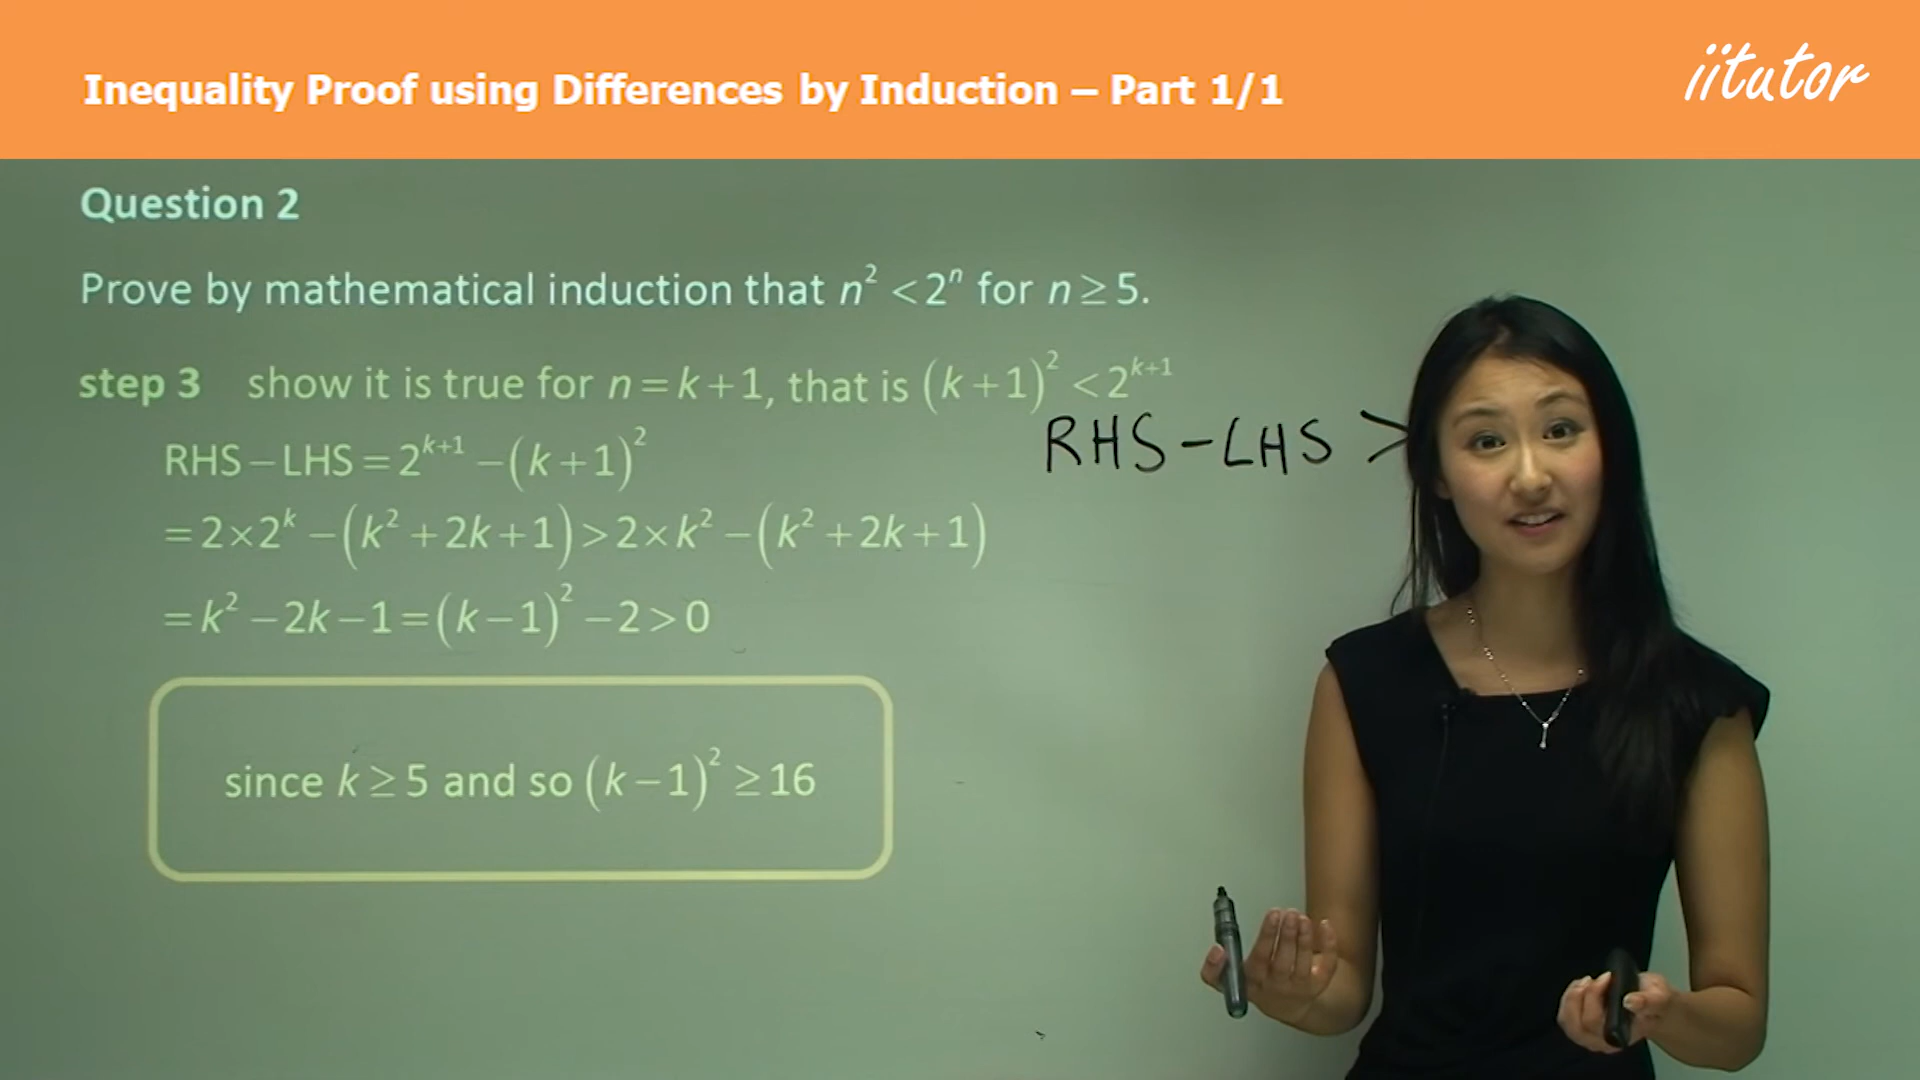 Inequality Proof using Differences by Induction – Part 1/1
iitutor
Question 2
Prove by mathematical induction that n² < 2ⁿ for n ≥ 5.
step 3 show it is true for n = k + 1, that is (k + 1)² < 2ᵏ⁺¹
RHS – LHS = 2ᵏ⁺¹ – (k + 1)²
RHS – LHS >
= 2 × 2ᵏ – (k² + 2k + 1) > 2 × k² – (k² + 2k + 1)
= k² – 2k – 1 = (k – 1)² – 2 > 0
since k ≥ 5 and so (k – 1)² ≥ 16